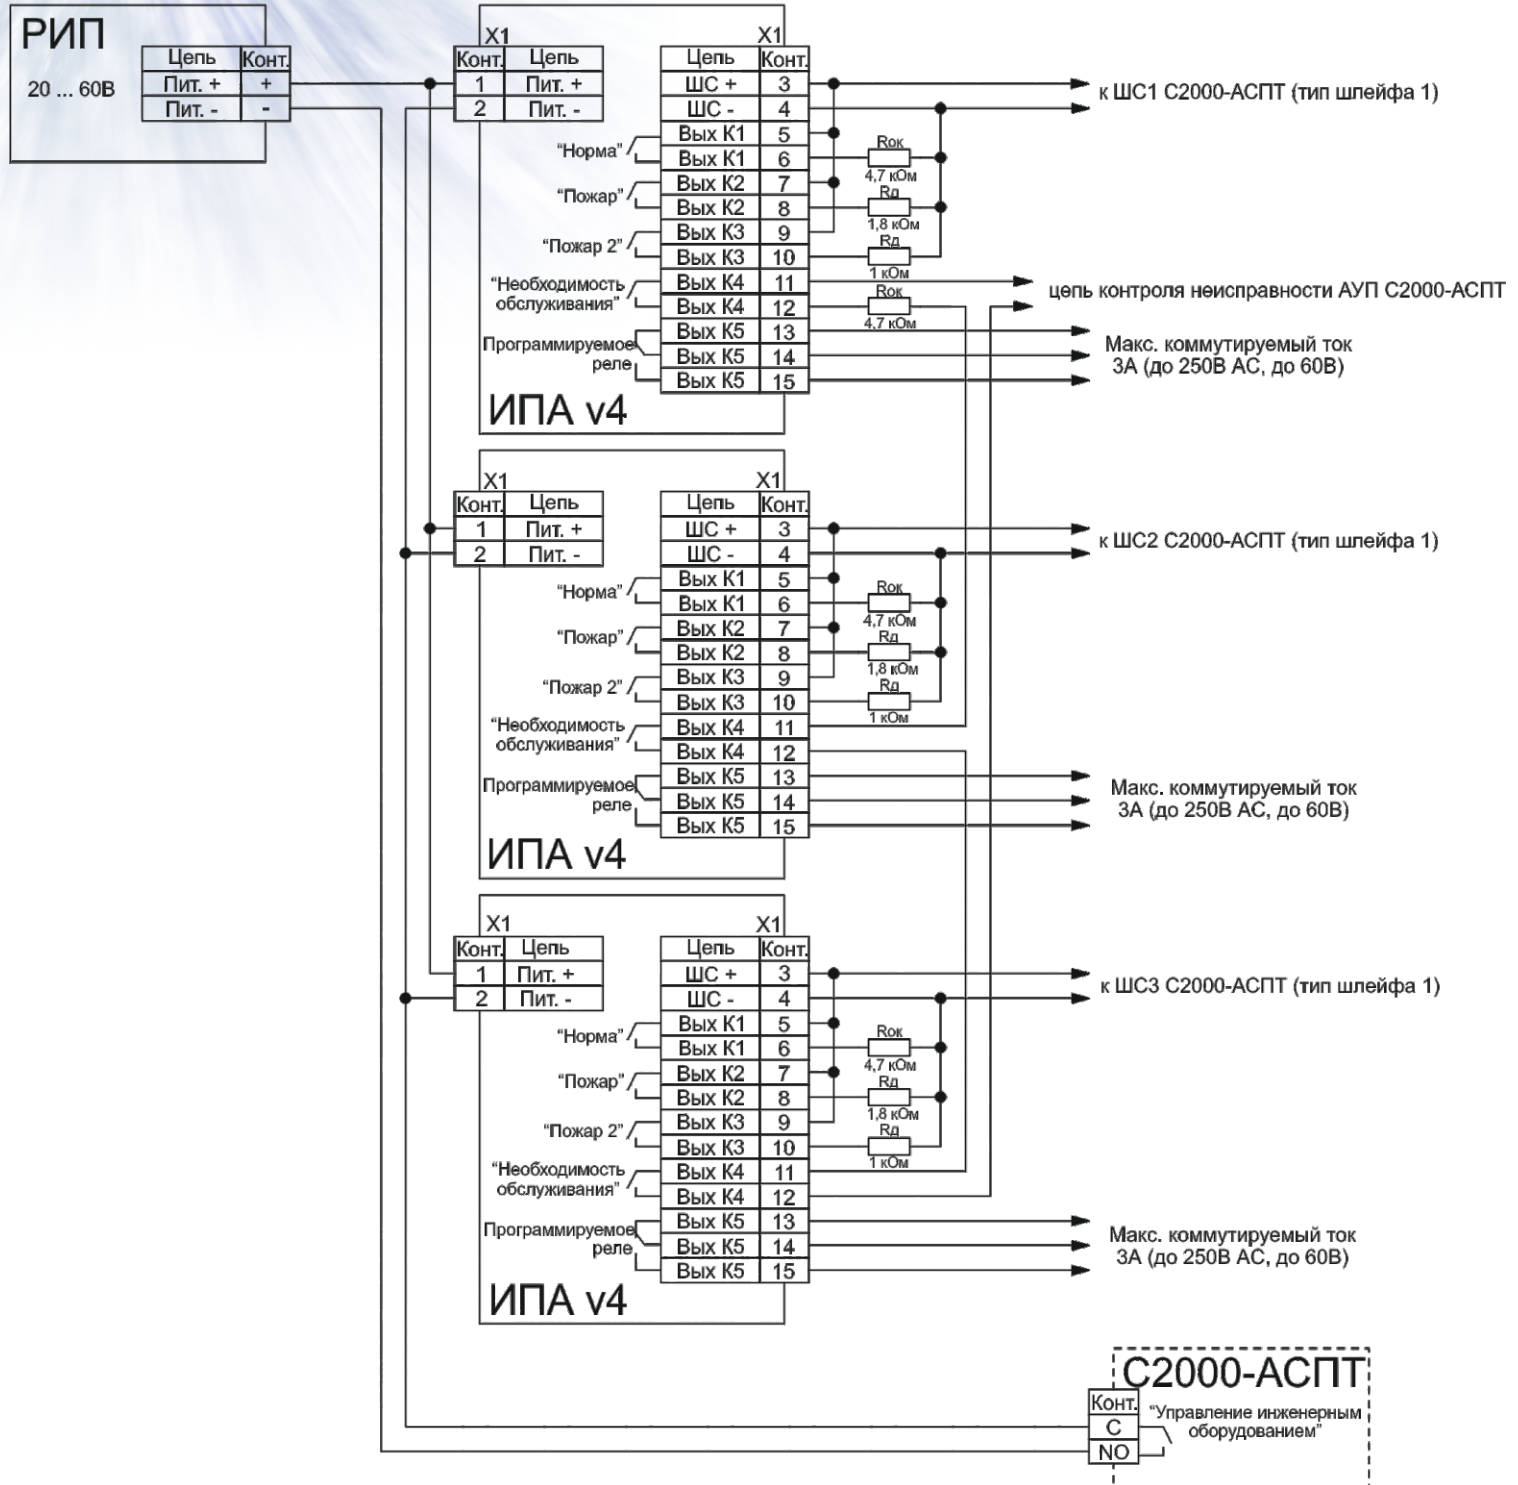 РИП
20 ... 60В
Цепь Конт.
Пит. + +
Пит. - -
X1
Конт. Цепь
1 Пит. +
2 Пит. -
X1
Цепь Конт.
ШС + 3
ШС - 4
Вых К1 5
Вых К1 6
Вых К2 7
Вых К2 8
Вых К3 9
Вых К3 10
Вых К4 11
Вых К4 12
Вых К5 13
Вых К5 14
Вых К5 15
“Норма”
“Пожар”
“Пожар 2”
“Необходимость
обслуживания”
Программируемое
реле
ИПА v4
Rок
4,7 кОм
Rд
1,8 кОм
Rд
1 кОм
Rок
4,7 кОм
к ШС1 С2000-АСПТ (тип шлейфа 1)
цепь контроля неисправности АУП С2000-АСПТ
Макс. коммутируемый ток
3А (до 250В АС, до 60В)
X1
Конт. Цепь
1 Пит. +
2 Пит. -
X1
Цепь Конт.
ШС + 3
ШС - 4
Вых К1 5
Вых К1 6
Вых К2 7
Вых К2 8
Вых К3 9
Вых К3 10
Вых К4 11
Вых К4 12
Вых К5 13
Вых К5 14
Вых К5 15
“Норма”
“Пожар”
“Пожар 2”
“Необходимость
обслуживания”
Программируемое
реле
ИПА v4
Rок
4,7 кОм
Rд
1,8 кОм
Rд
1 кОм
к ШС2 С2000-АСПТ (тип шлейфа 1)
Макс. коммутируемый ток
3А (до 250В АС, до 60В)
X1
Конт. Цепь
1 Пит. +
2 Пит. -
X1
Цепь Конт.
ШС + 3
ШС - 4
Вых К1 5
Вых К1 6
Вых К2 7
Вых К2 8
Вых К3 9
Вых К3 10
Вых К4 11
Вых К4 12
Вых К5 13
Вых К5 14
Вых К5 15
“Норма”
“Пожар”
“Пожар 2”
“Необходимость
обслуживания”
Программируемое
реле
ИПА v4
Rок
4,7 кОм
Rд
1,8 кОм
Rд
1 кОм
к ШС3 С2000-АСПТ (тип шлейфа 1)
Макс. коммутируемый ток
3А (до 250В АС, до 60В)
С2000-АСПТ
Конт.
C
NO
“Управление инженерным
оборудованием”